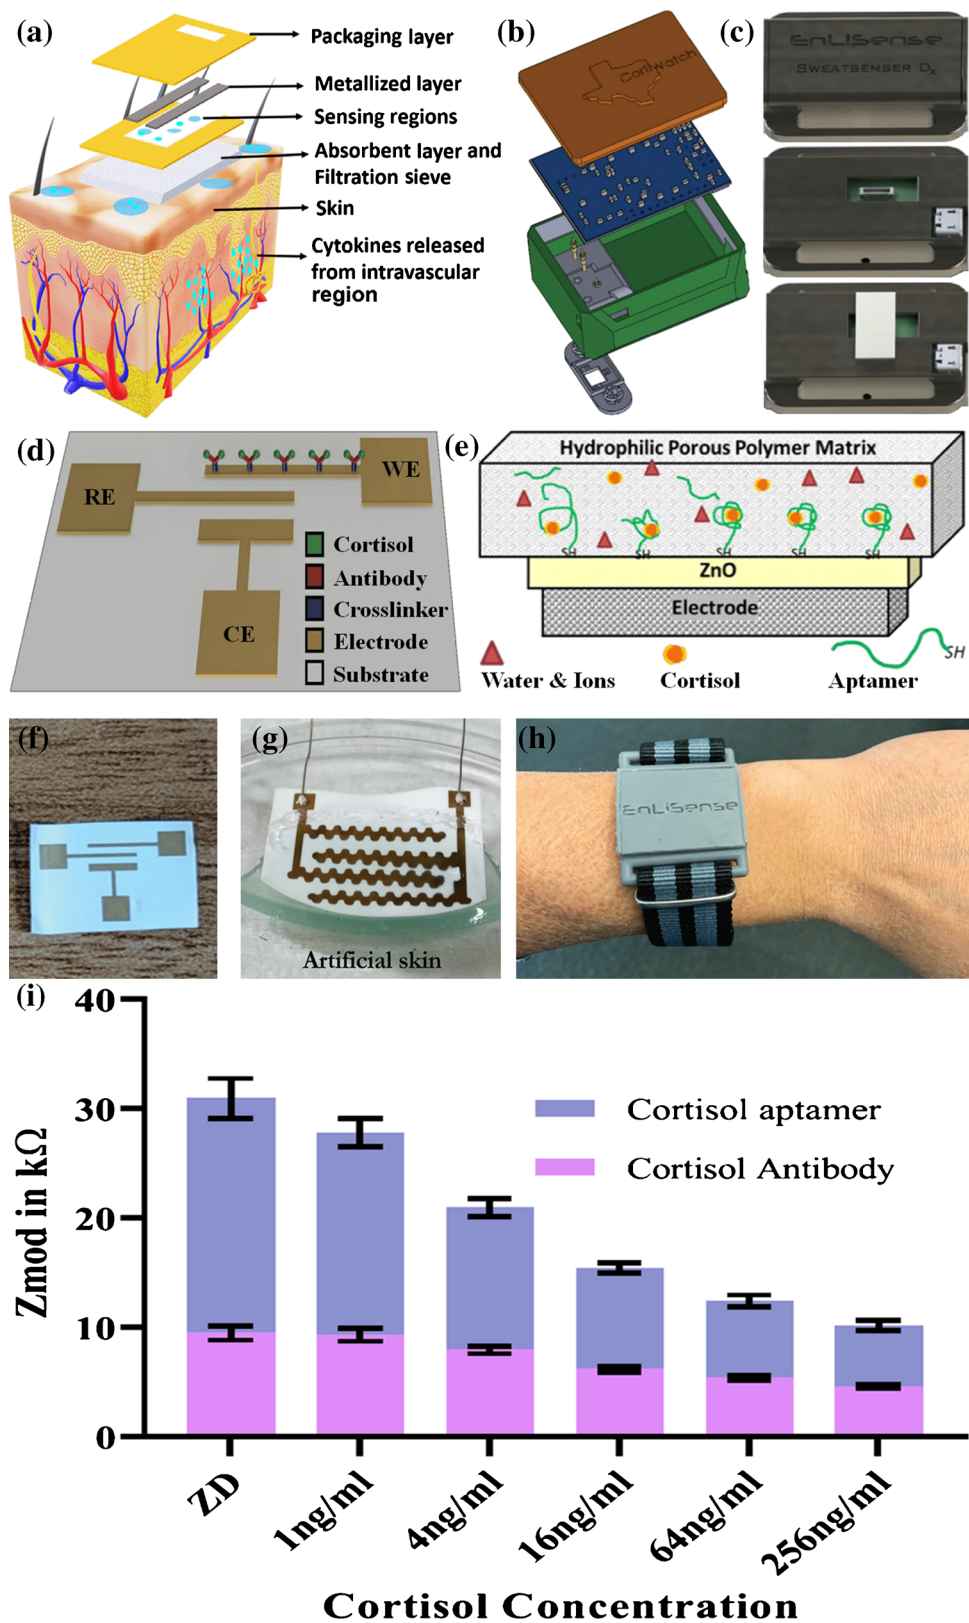 (a)
Packaging layer
Metallized layer
Sensing regions
Absorbent layer and
Filtration sieve
Skin
Cytokines released
from intravascular
region
(b)
Cortiwatch
(c)
EnLiSense
SWEATSENSER Dx
(d)
RE
WE
CE
Cortisol
Antibody
Crosslinker
Electrode
Substrate
(e)
Hydrophilic Porous Polymer Matrix
SH SH SH SH SH
ZnO
Electrode
SH
Water & Ions
Cortisol
Aptamer
(f)
(g)
Artificial skin
(h)
EnLiSense
(i)
Zmod in kΩ
40
30
20
10
0
Cortisol aptamer
Cortisol Antibody
ZD
1ng/ml
4ng/ml
16ng/ml
64ng/ml
256ng/ml
Cortisol Concentration